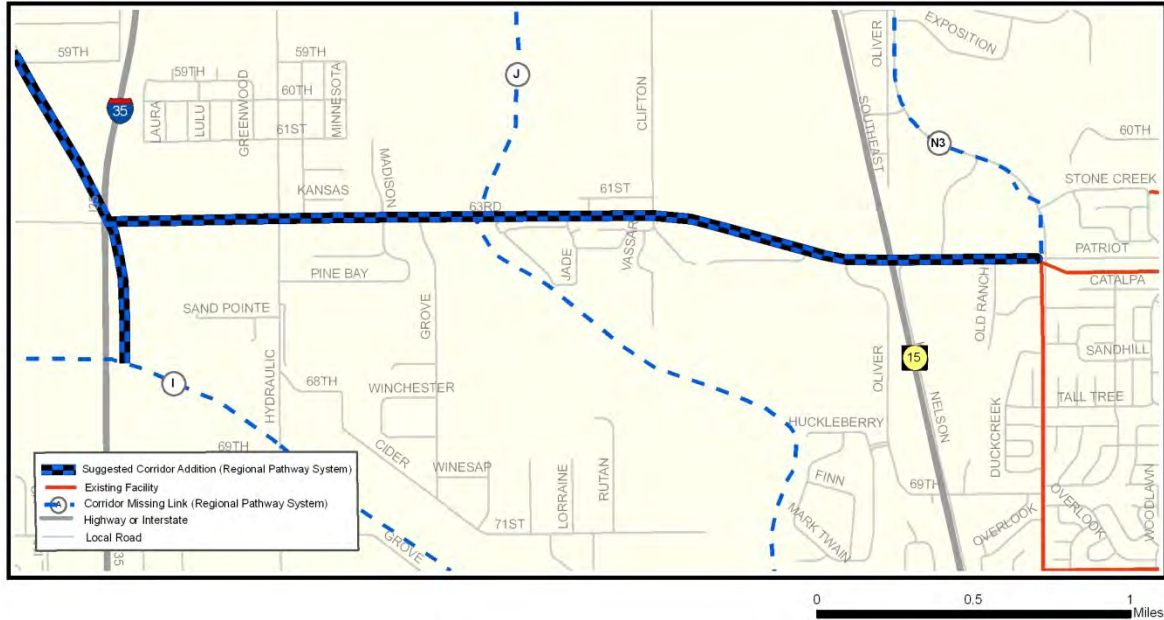 59TH
59TH
59TH
60TH
61ST
LAURA
LULU
GREENWOOD
MINNESOTA
35
J
CLIFTON
OLIVER
EXPOSITION
SOUTHEAST
N3
60TH
STONE CREEK
KANSAS
MADISON
61ST
63RD
I35
PATRIOT
CATALPA
PINE BAY
JADE
VASSAR
SAND POINTE
GROVE
OLD RANCH
SANDHILL
15
I
HYDRAULIC
68TH
WINCHESTER
OLIVER
NELSON
TALL TREE
HUCKLEBERRY
DUCKCREEK
69TH
CIDER
WINESAP
LORRAINE
RUTAN
FINN
69TH
MARK TWAIN
OVERLOOK
OVERLOOK
WOODLAWN
71ST
GROVE
135
Suggested Corridor Addition (Regional Pathway System)
Existing Facility
A Corridor Missing Link (Regional Pathway System)
Highway or Interstate
Local Road
0 0.5 1
Miles